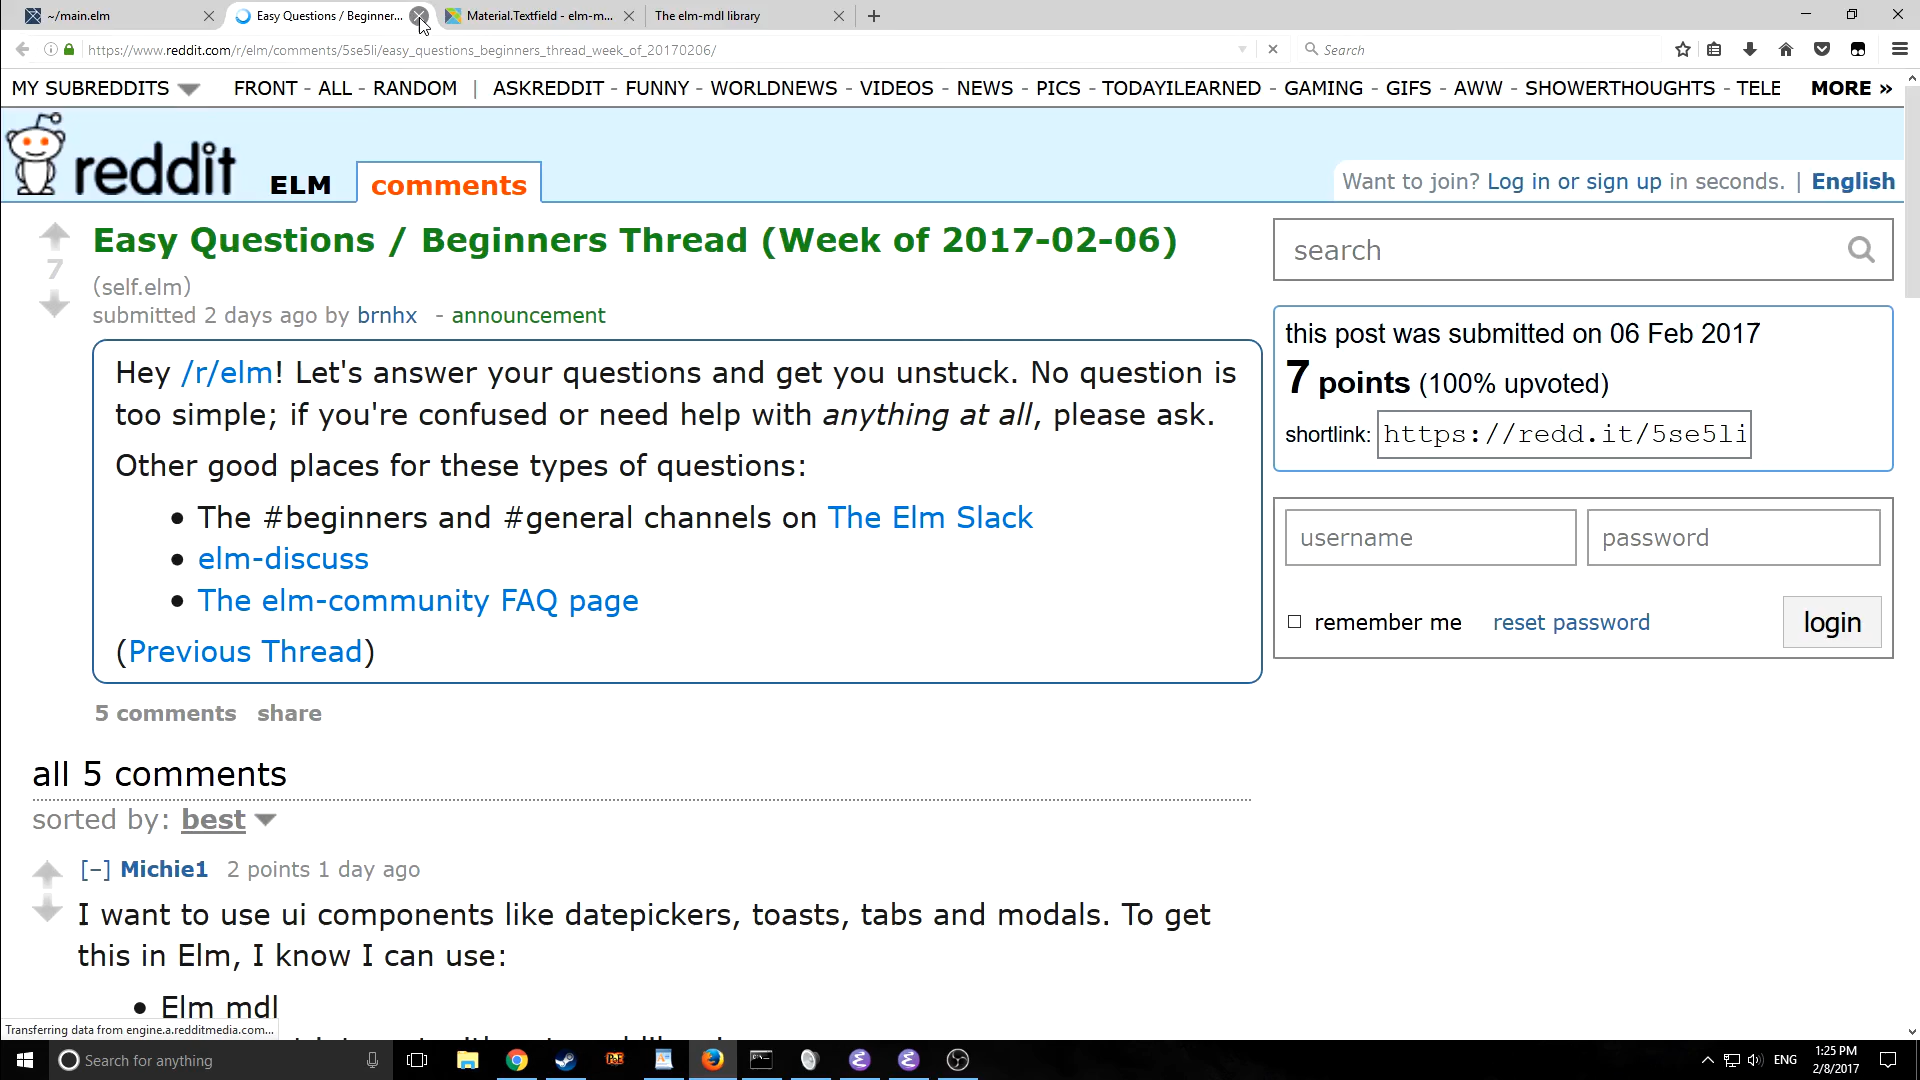 ~/main.elm
Easy Questions / Beginner...
Material.Textfield - elm-m...
The elm-mdl library
https://www.reddit.com/r/elm/comments/5se5li/easy_questions_beginners_thread_week_of_20170206/
Search
MY SUBREDDITS FRONT - ALL - RANDOM | ASKREDDIT - FUNNY - WORLDNEWS - VIDEOS - NEWS - PICS - TODAYILEARNED - GAMING - GIFS - AWW - SHOWERTHOUGHTS - TELE MORE »
reddit ELM comments
Want to join? Log in or sign up in seconds. | English
Easy Questions / Beginners Thread (Week of 2017-02-06)
7
(self.elm)
submitted 2 days ago by brnhx - announcement
Hey /r/elm! Let's answer your questions and get you unstuck. No question is
too simple; if you're confused or need help with anything at all, please ask.
Other good places for these types of questions:
• The #beginners and #general channels on The Elm Slack
• elm-discuss
• The elm-community FAQ page
(Previous Thread)
5 comments share
all 5 comments
sorted by: best
[–] Michie1 2 points 1 day ago
I want to use ui components like datepickers, toasts, tabs and modals. To get
this in Elm, I know I can use:
• Elm mdl
search
this post was submitted on 06 Feb 2017
7 points (100% upvoted)
shortlink: https://redd.it/5se5li
username password
remember me reset password login
Transferring data from engine.a.redditmedia.com...
Search for anything
ENG
1:25 PM
2/8/2017